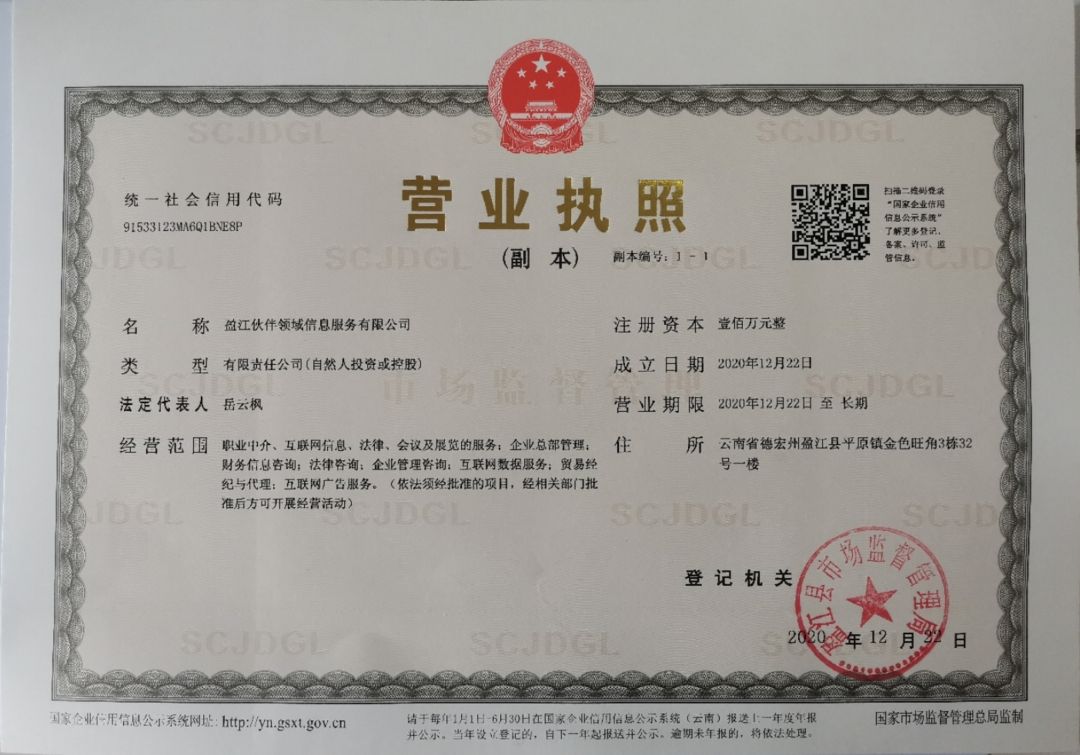 统一社会信用代码
91533123MA6Q1BNE8P
营业执照
(副 本)
副本编号：1－1
扫描二维码登录
“国家企业信用
信息公示系统”
了解更多登记、
备案、许可、监
管信息。
名 称 盈江伙伴领域信息服务有限公司
类 型 有限责任公司(自然人投资或控股)
法定代表人 岳云枫
经营范围 职业中介、互联网信息、法律、会议及展览的服务；企业总部管理；
财务信息咨询；法律咨询；企业管理咨询；互联网数据服务；贸易经
纪与代理；互联网广告服务。（依法须经批准的项目，经相关部门批
准后方可开展经营活动）
注册资本 壹佰万元整
成立日期 2020年12月22日
营业期限 2020年12月22日 至 长期
住 所 云南省德宏州盈江县平原镇金色旺角3栋32
号一楼
登记机关
盈江县市场监督管理局
2020 年 12 月 22 日
SCJDGL
市场监督管理
国家企业信用信息公示系统网址：http://yn.gsxt.gov.cn
请于每年1月1日-6月30日在国家企业信用信息公示系统（云南）报送上一年度年报
并公示。当年设立登记的，自下一年起报送并公示。逾期未年报的，将依法处理。
国家市场监督管理总局监制